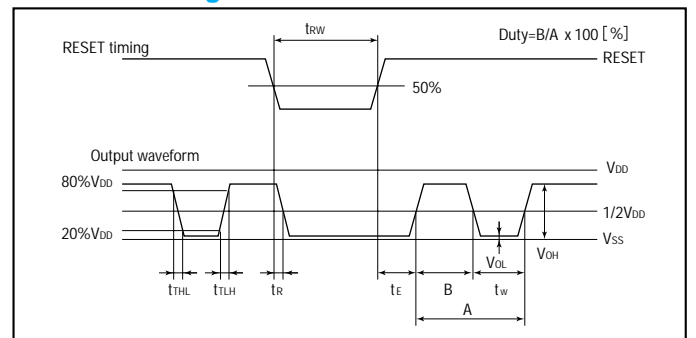 tRW
Duty=B/A x 100 [%]
RESET timing
RESET
50%
Output waveform
VDD
80%VDD
1/2VDD
20%VDD
VSS
VOL
VOH
tTHL
tTLH
tR
tE
B
tw
A